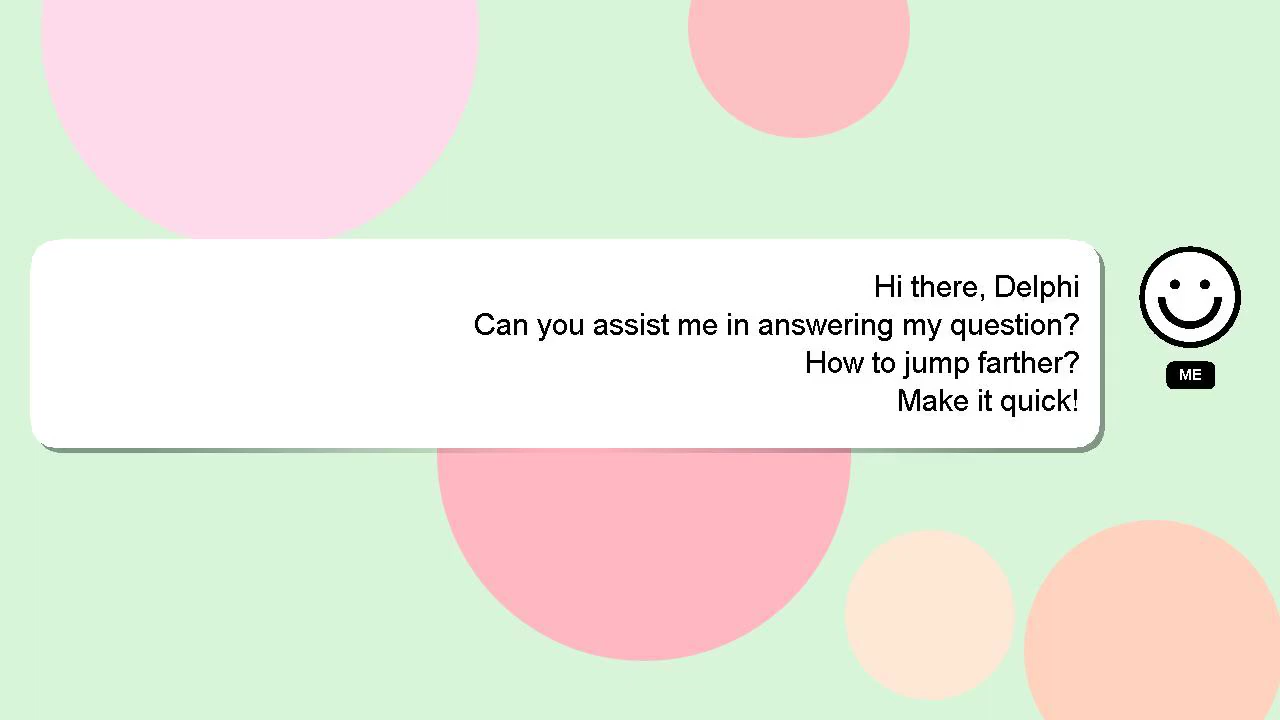 Hi there, Delphi
Can you assist me in answering my question?
How to jump farther?
Make it quick!
ME